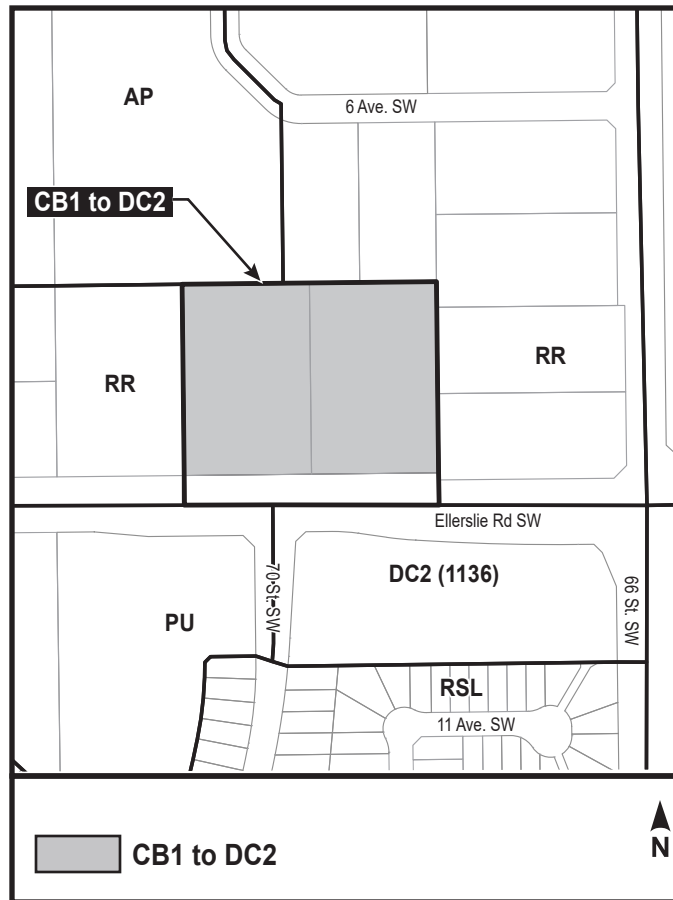 AP
6 Ave. SW
CB1 to DC2
RR
RR
Ellerslie Rd SW
70 St. SW
DC2 (1136)
66 St. SW
PU
RSL
11 Ave. SW
CB1 to DC2
N